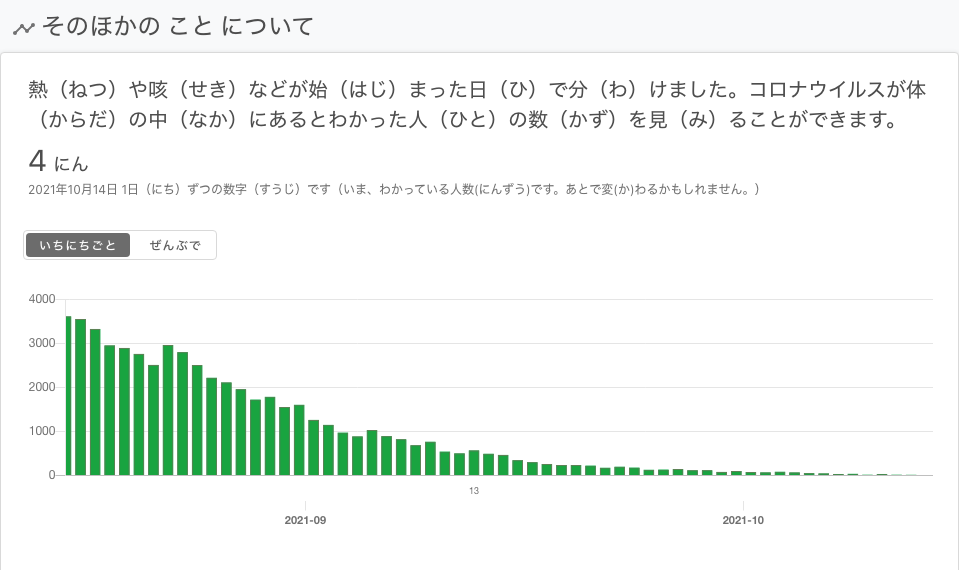 そのほかの こと について
熱（ねつ）や咳（せき）などが始（はじ）まった日（ひ）で分（わ）けました。コロナウイルスが体
（からだ）の中（なか）にあるとわかった人（ひと）の数（かず）を見（み）ることができます。
4 にん
2021年10月14日 1日（にち）ずつの数字（すうじ）です（いま、わかっている人数(にんずう)です。あとで変(か)わるかもしれません。）
いちにちごと ぜんぶで
4000
3000
2000
1000
0
13
2021-09 2021-10